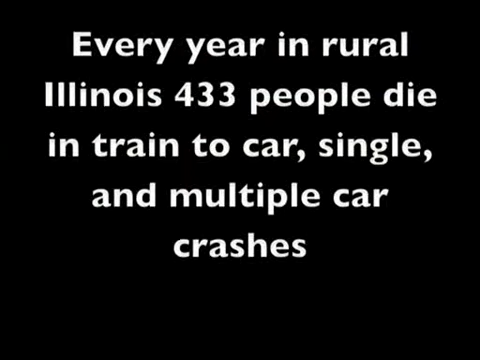 Every year in rural
Illinois 433 people die
in train to car, single,
and multiple car
crashes